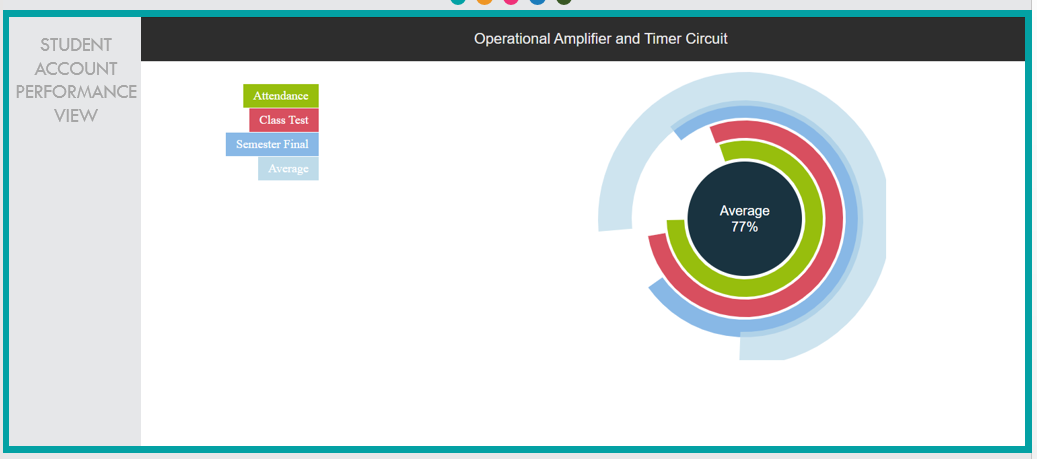 STUDENT
ACCOUNT
PERFORMANCE
VIEW
Operational Amplifier and Timer Circuit
Attendance
Class Test
Semester Final
Average
Average
77%